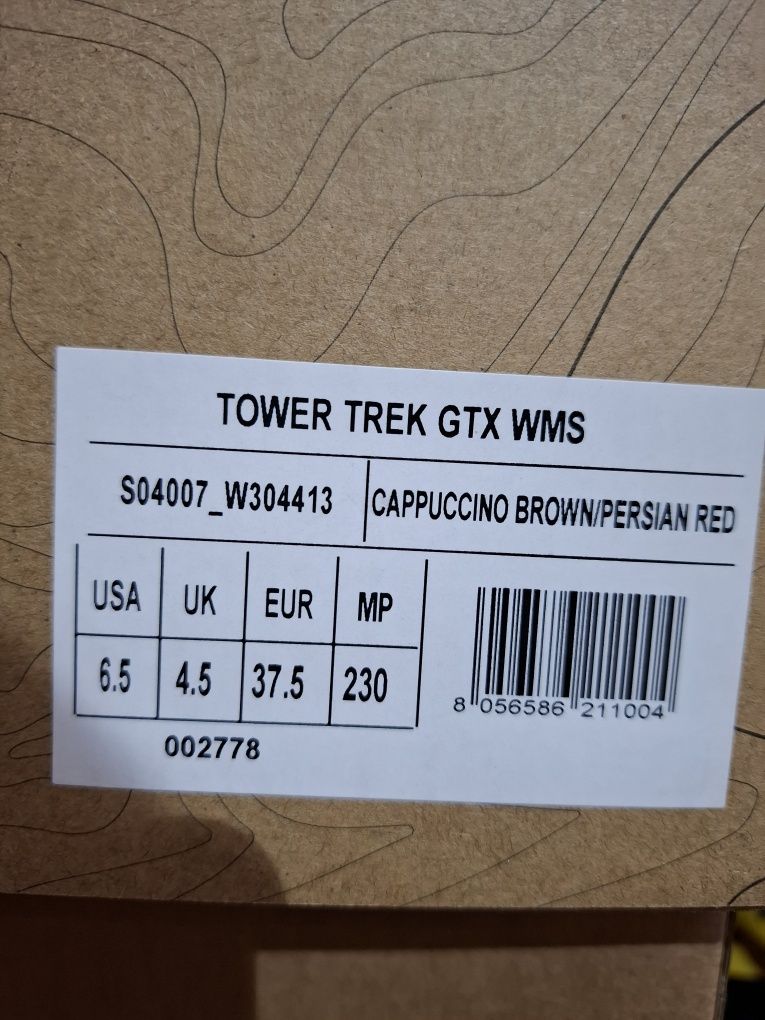 TOWER TREK GTX WMS
S04007_W304413 CAPPUCCINO BROWN/PERSIAN RED
USA UK EUR MP
6.5 4.5 37.5 230
8 056586 211004
002778